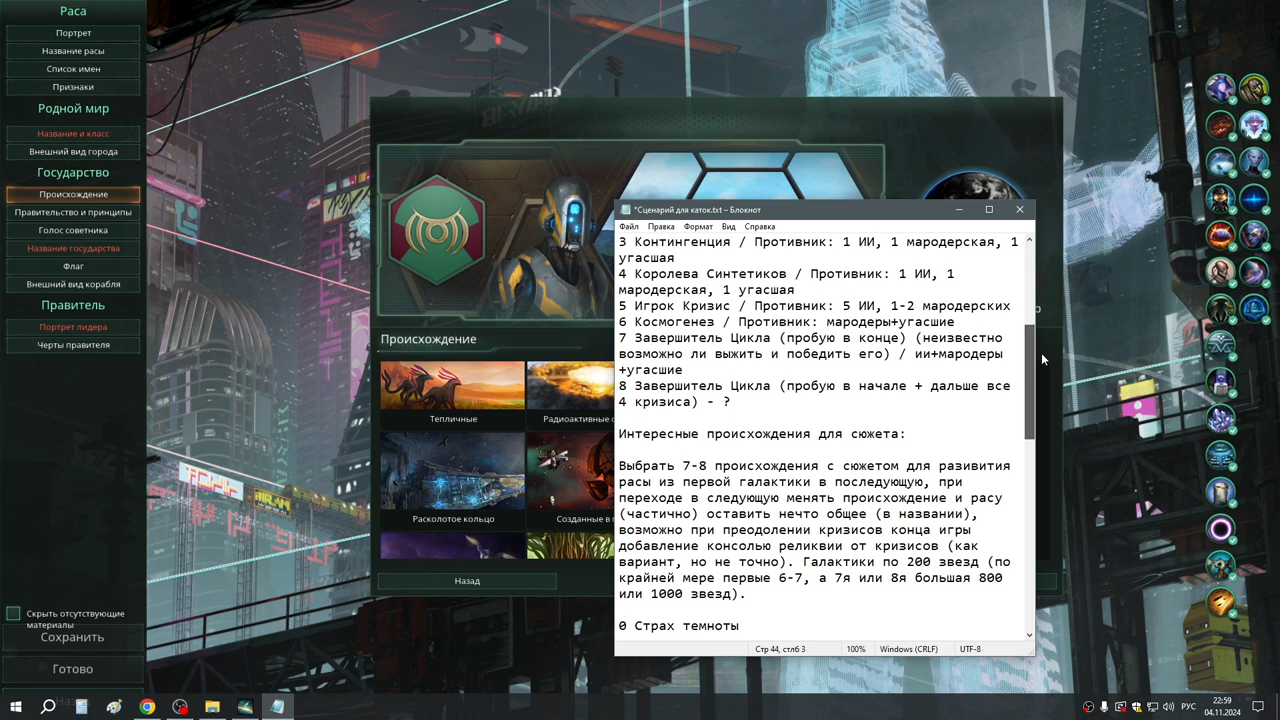 Раса
Портрет
Название расы
Список имен
Признаки
Родной мир
Название и класс
Внешний вид города
Государство
Происхождение
Правительство и принципы
Голос советника
Название государства
Флаг
Внешний вид корабля
Правитель
Портрет лидера
Черты правителя
Скрыть отсутствующие
материалы
Сохранить
Готово
Происхождение
Тепличные
Радиоактивные
Расколотое кольцо
Созданные в
Назад
*Сценарий для каток.txt – Блокнот
Файл Правка Формат Вид Справка
3 Контингенция / Противник: 1 ИИ, 1 мародерская, 1
угасшая
4 Королева Синтетиков / Противник: 1 ИИ, 1
мародерская, 1 угасшая
5 Игрок Кризис / Противник: 5 ИИ, 1-2 мародерских
6 Космогенез / Противник: мародеры+угасшие
7 Завершитель Цикла (пробую в конце) (неизвестно
возможно ли выжить и победить его) / ии+мародеры
+угасшие
8 Завершитель Цикла (пробую в начале + дальше все
4 кризиса) - ?
Интересные происхождения для сюжета:
Выбрать 7-8 происхождения с сюжетом для разивития
расы из первой галактики в последующую, при
переходе в следующую менять происхождение и расу
(частично) оставить нечто общее (в названии),
возможно при преодолении кризисов конца игры
добавление консолью реликвии от кризисов (как
вариант, но не точно). Галактики по 200 звезд (по
крайней мере первые 6-7, а 7я или 8я большая 800
или 1000 звезд).
0 Страх темноты
Стр 44, стлб 3 100% Windows (CRLF) UTF-8
РУС
22:59
04.11.2024